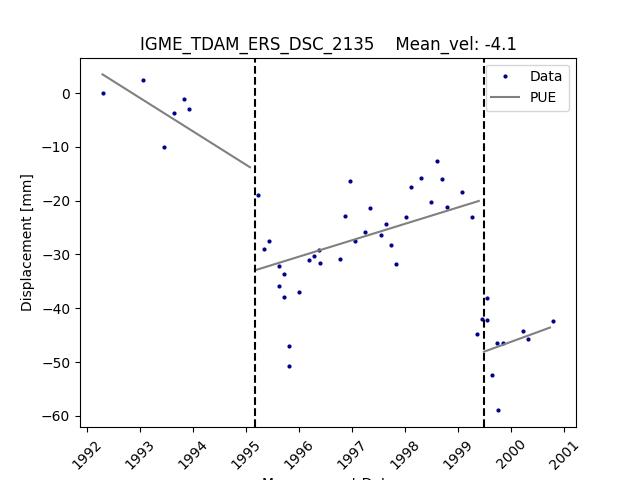 IGME_TDAM_ERS_DSC_2135    Mean_vel: -4.1
Data
PUE
Displacement [mm]
0
−10
−20
−30
−40
−50
−60
1992 1993 1994 1995 1996 1997 1998 1999 2000 2001